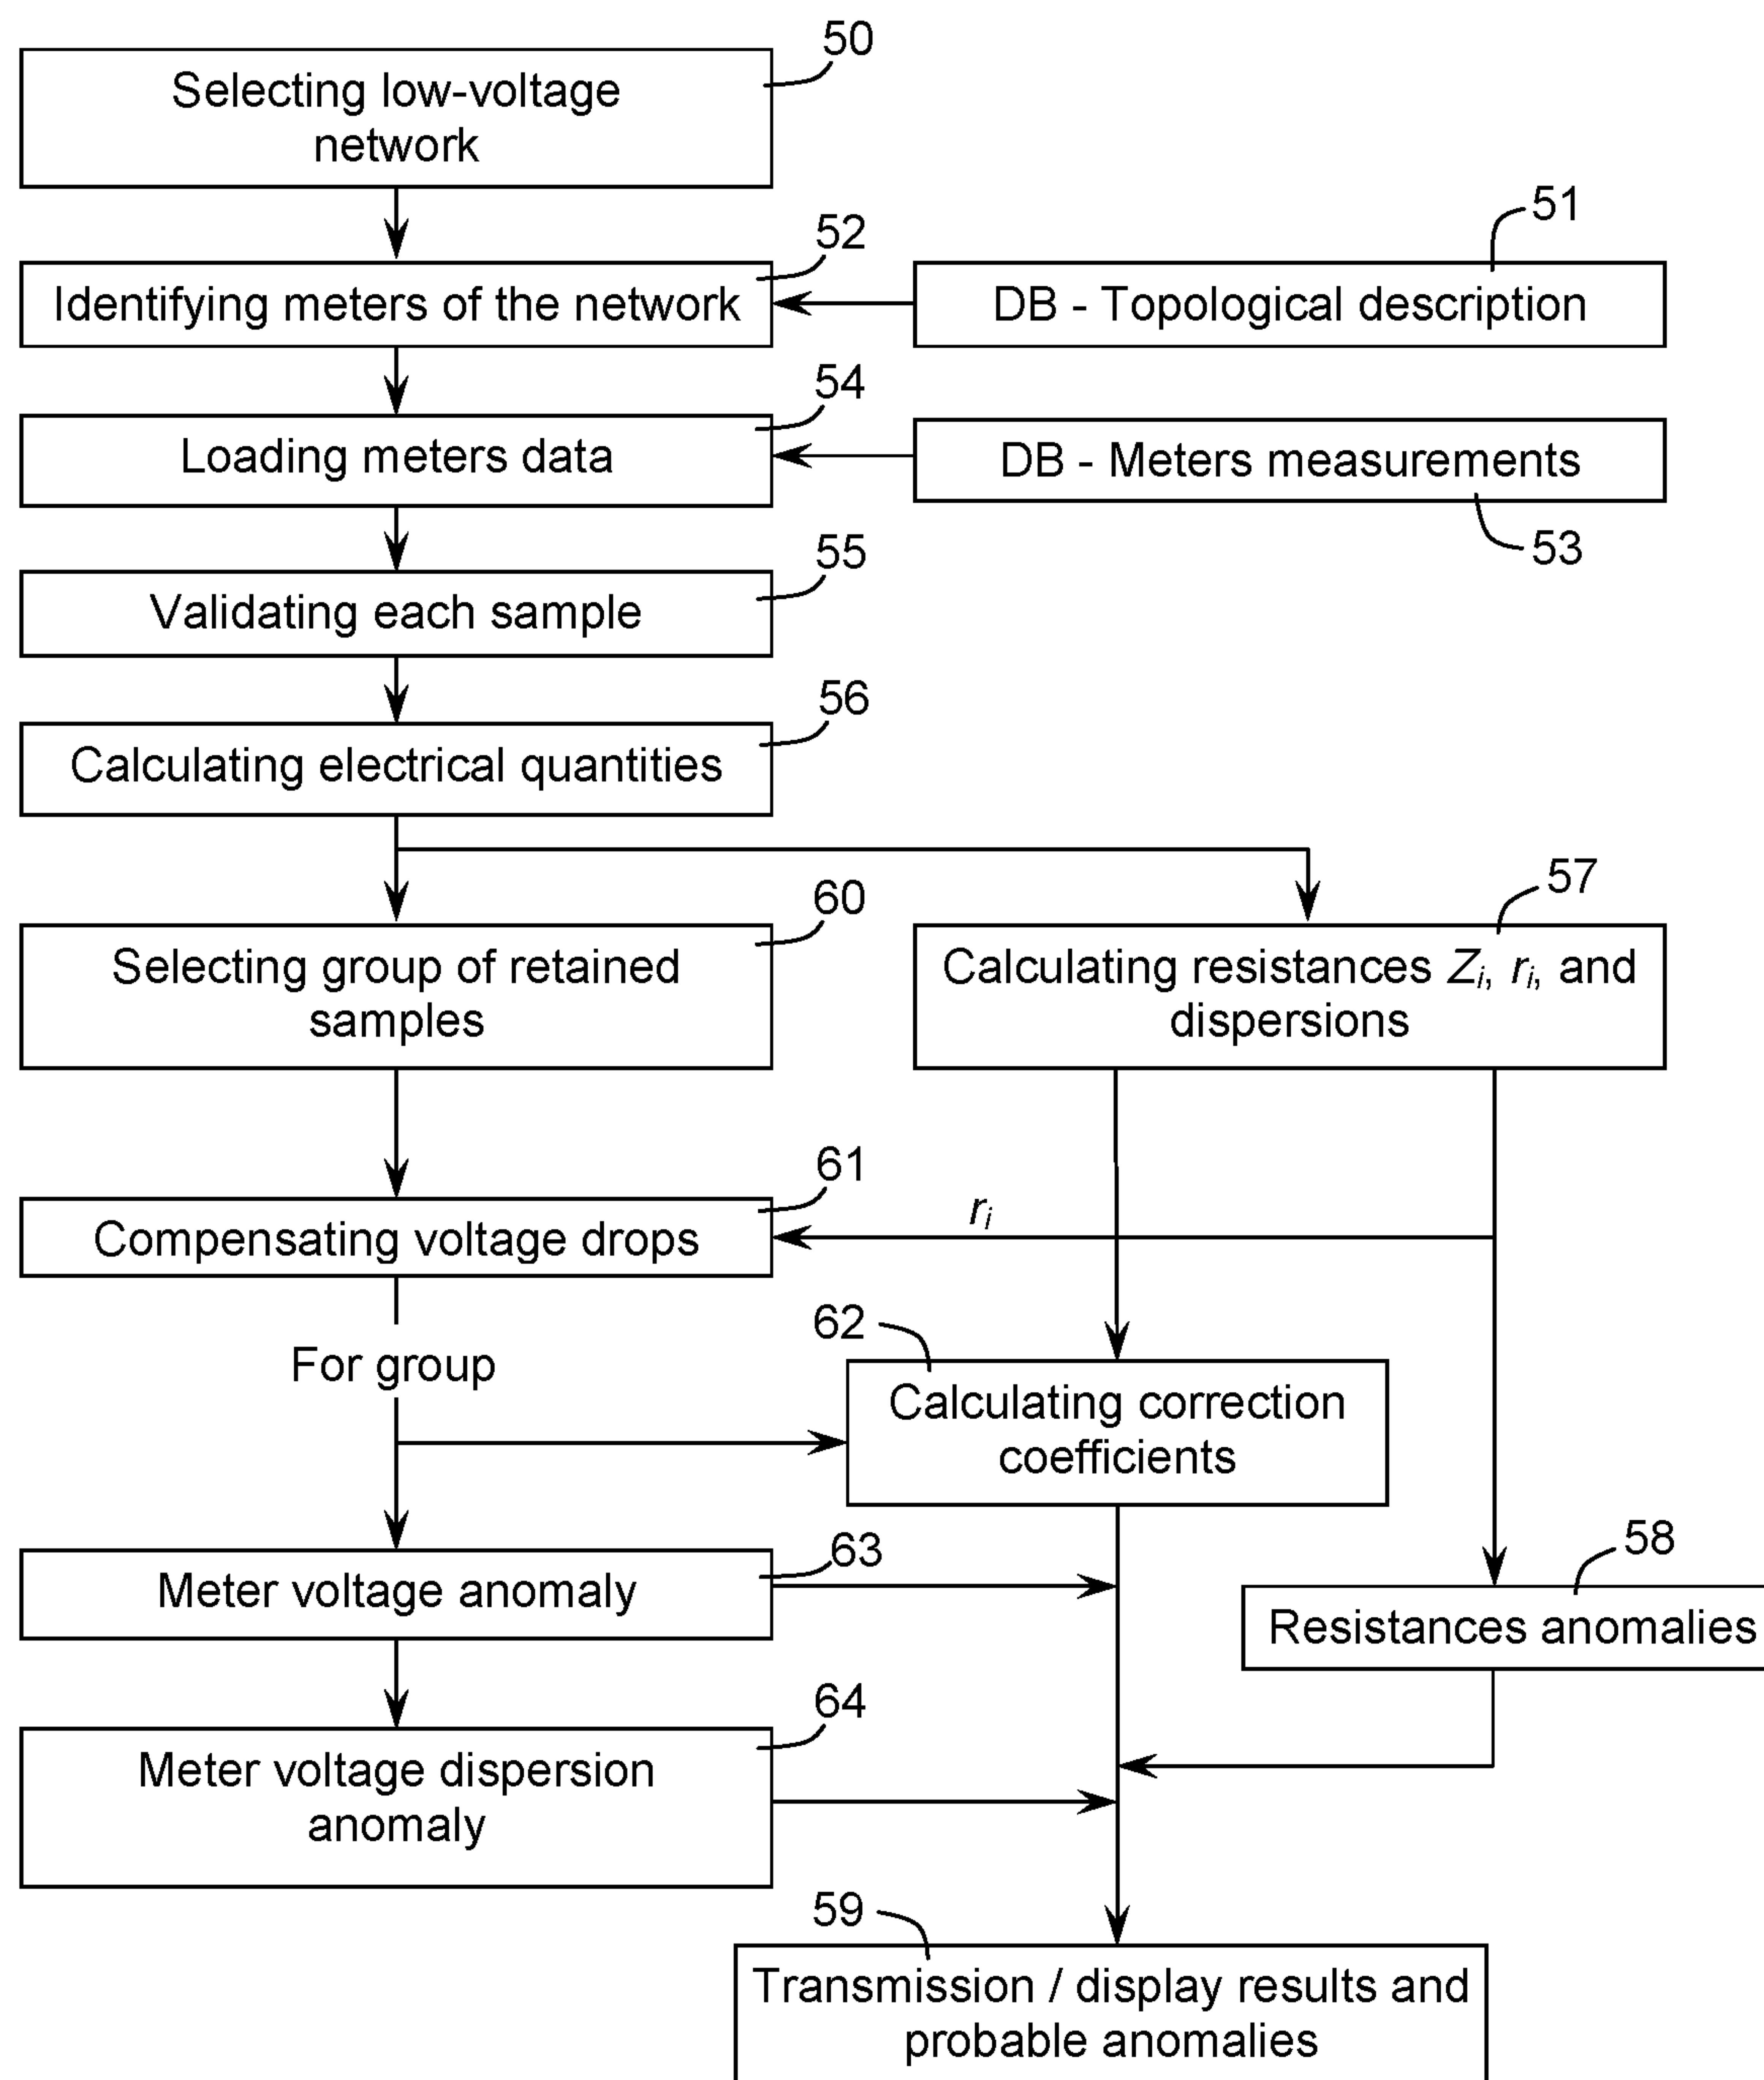 50
Selecting low-voltage
network
51
52
Identifying meters of the network
DB - Topological description
54
Loading meters data
DB - Meters measurements
53
55
Validating each sample
56
Calculating electrical quantities
57
60
Selecting group of retained
samples
Calculating resistances Zi, ri, and
dispersions
61
Compensating voltage drops
ri
62
For group
Calculating correction
coefficients
63
Meter voltage anomaly
58
Resistances anomalies
64
Meter voltage dispersion
anomaly
59
Transmission / display results and
probable anomalies